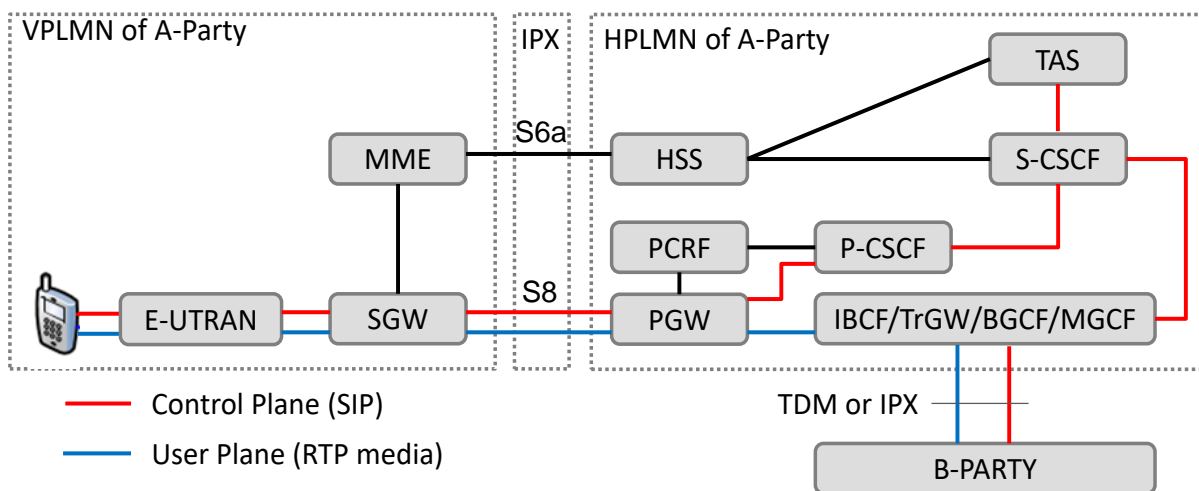 VPLMN of A-Party
IPX
HPLMN of A-Party
TAS
S6a
MME
HSS
S-CSCF
PCRF
P-CSCF
S8
E-UTRAN
SGW
PGW
IBCF/TrGW/BGCF/MGCF
Control Plane (SIP)
TDM or IPX
User Plane (RTP media)
B-PARTY